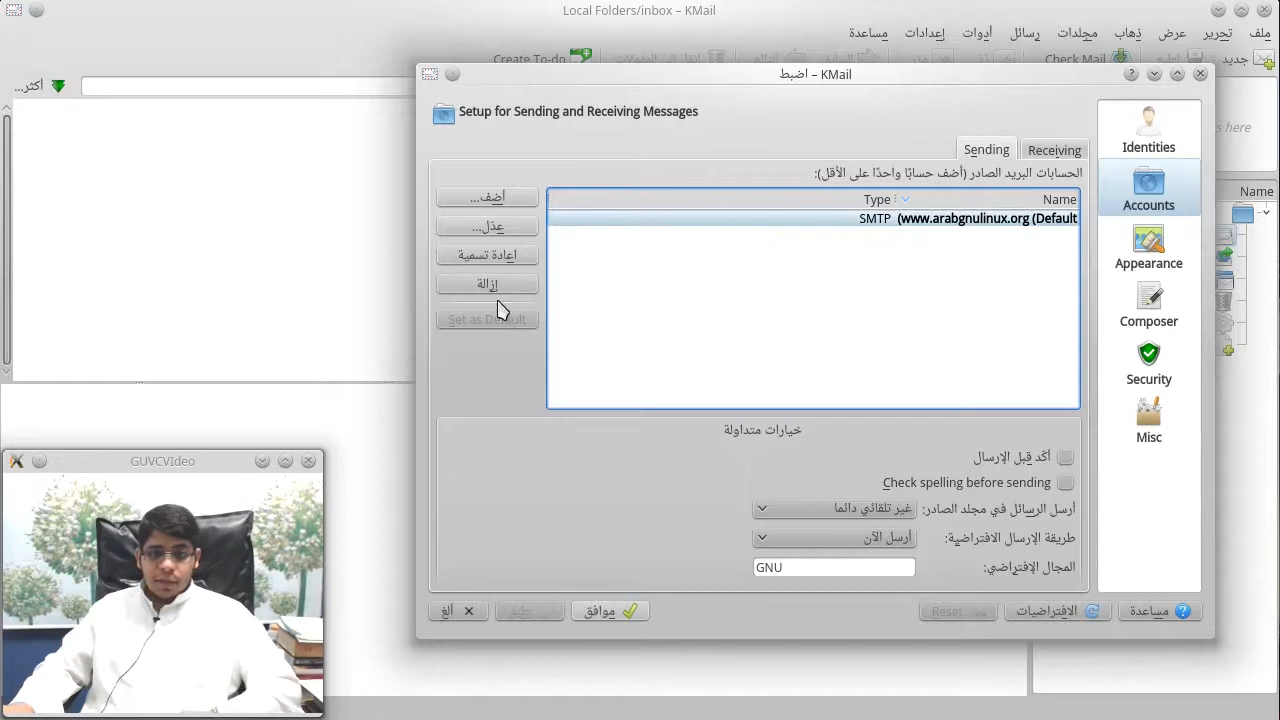 Local Folders/inbox – KMail
ملف
تحرير
عرض
ذهاب
مجلدات
رسائل
أدوات
إعدادات
مساعدة
جديد
Check Mail
Create To-do
أكثر...
here
Name
اضبط – KMail
Setup for Sending and Receiving Messages
Sending
Receiving
الحسابات البريد الصادر (أضف حسابًا واحدًا على الأقل):
Name
Type
(www.arabgnulinux.org (Default
SMTP
أضف...
عدّل...
إعادة تسمية
إزالة
Set as Default
Identities
Accounts
Appearance
Composer
Security
Misc
خيارات متداولة
أكّد قبل الإرسال
Check spelling before sending
أرسل الرسائل في مجلد الصادر:
غير تلقائي دائما
طريقة الإرسال الافتراضية:
أرسل الآن
المجال الإفتراضي:
GNU
مساعدة
الافتراضيات
Reset
موافق
طبّق
ألغ
GUVCVIdeo